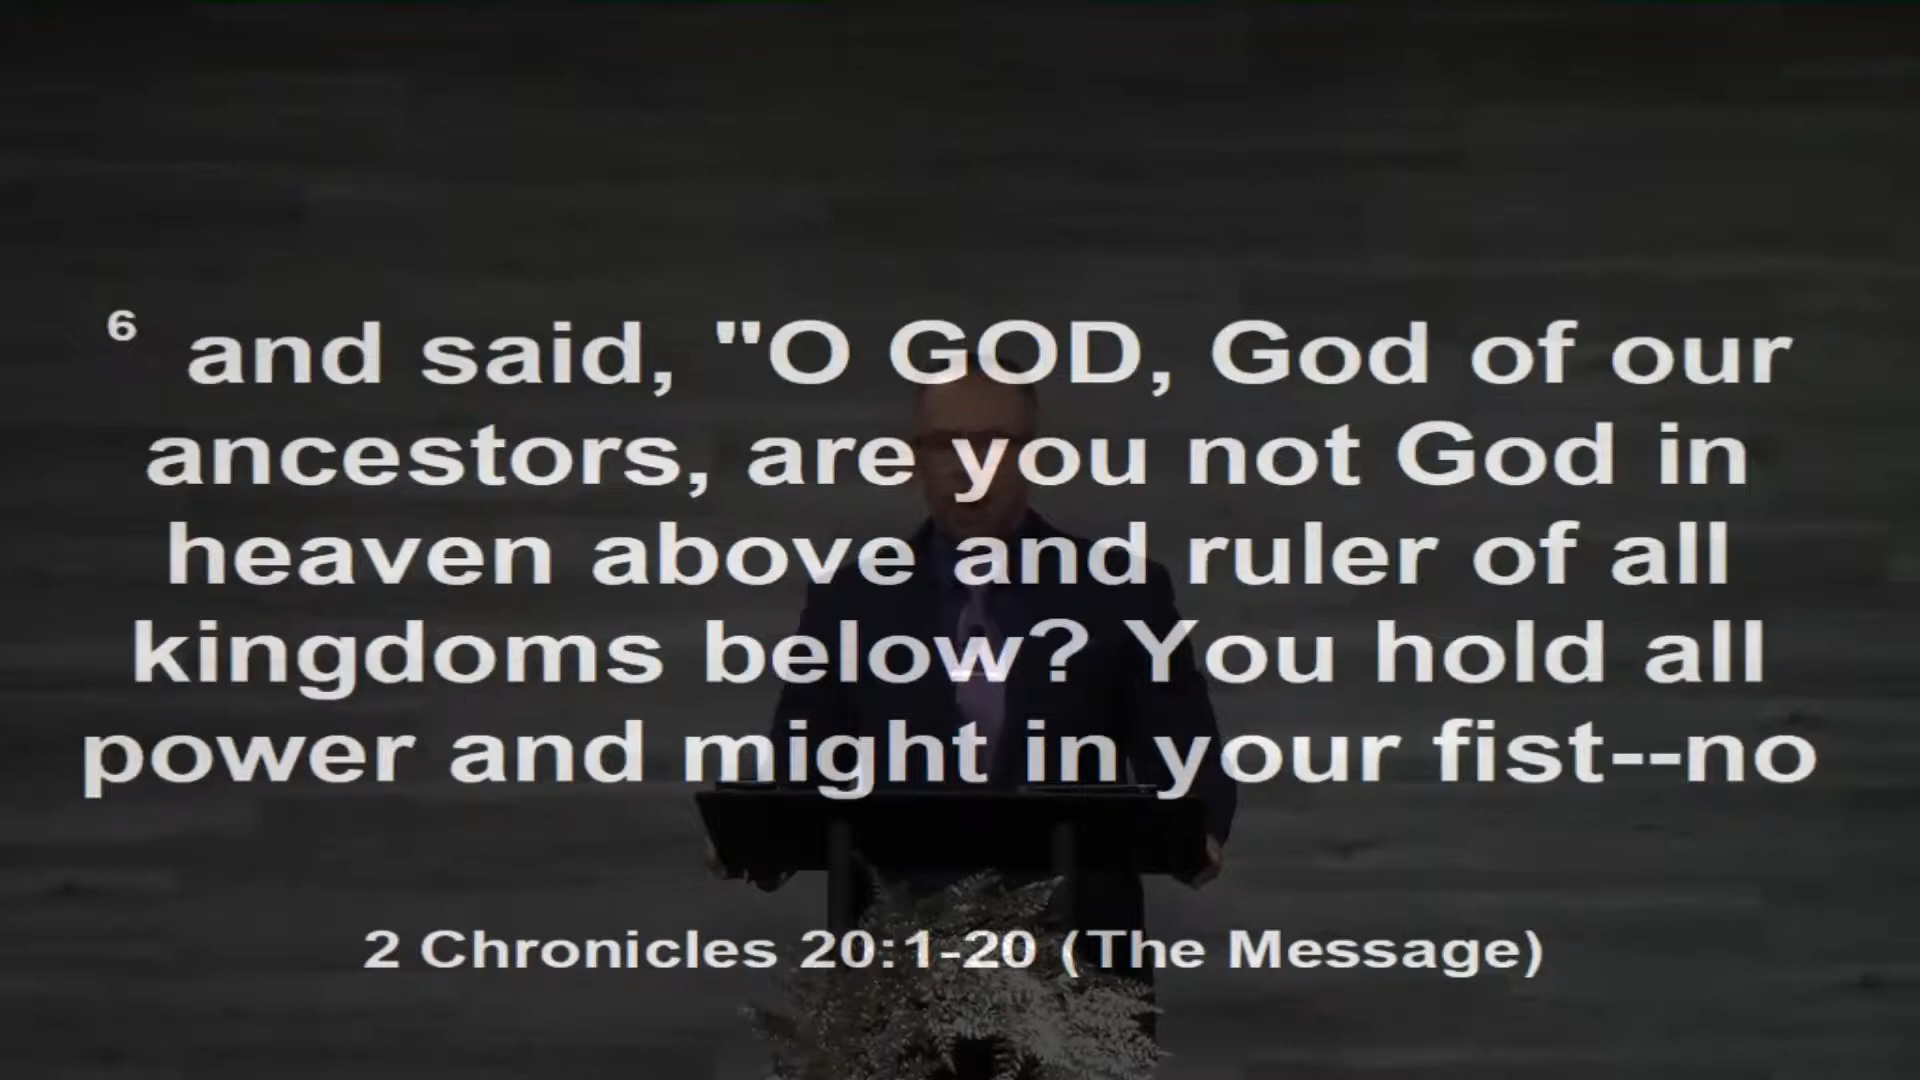 6 and said, "O GOD, God of our
ancestors, are you not God in
heaven above and ruler of all
kingdoms below? You hold all
power and might in your fist--no
2 Chronicles 20:1-20 (The Message)